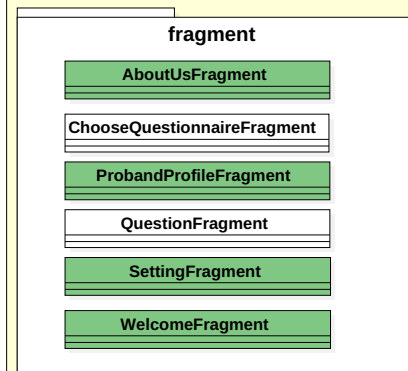 fragment
AboutUsFragment
ChooseQuestionnaireFragment
ProbandProfileFragment
QuestionFragment
SettingFragment
WelcomeFragment